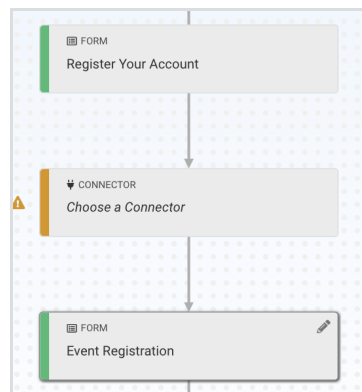 FORM
Register Your Account
CONNECTOR
Choose a Connector
FORM
Event Registration